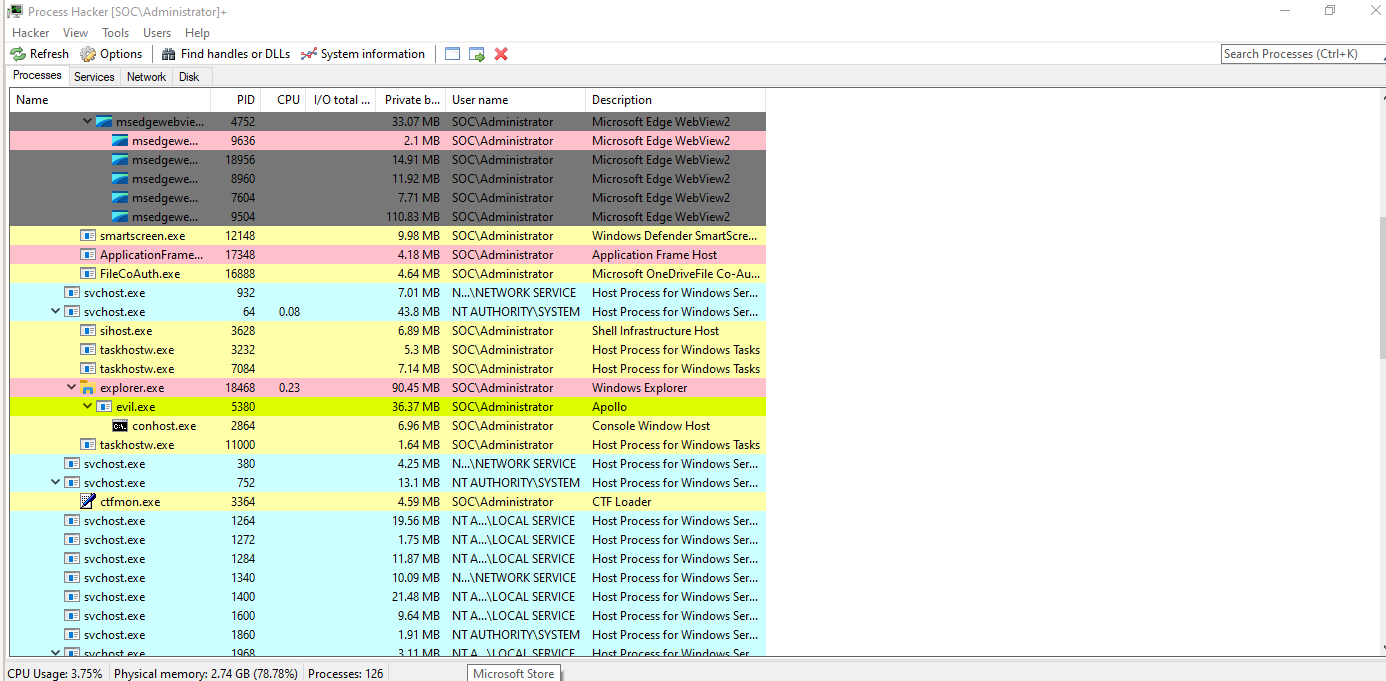 Process Hacker [SOC\Administrator]+
Hacker View Tools Users Help
Refresh Options Find handles or DLLs System information Search Processes (Ctrl+K)
Processes Services Network Disk
Name PID CPU I/O total ... Private b... User name Description
msedgewebvie... 4752 33.07 MB SOC\Administrator Microsoft Edge WebView2
msedgewe... 9636 2.1 MB SOC\Administrator Microsoft Edge WebView2
msedgewe... 18956 14.91 MB SOC\Administrator Microsoft Edge WebView2
msedgewe... 8960 11.92 MB SOC\Administrator Microsoft Edge WebView2
msedgewe... 7604 7.71 MB SOC\Administrator Microsoft Edge WebView2
msedgewe... 9504 110.83 MB SOC\Administrator Microsoft Edge WebView2
smartscreen.exe 12148 9.98 MB SOC\Administrator Windows Defender SmartScre...
ApplicationFrame... 17348 4.18 MB SOC\Administrator Application Frame Host
FileCoAuth.exe 16888 4.64 MB SOC\Administrator Microsoft OneDriveFile Co-Au...
svchost.exe 932 7.01 MB N...\NETWORK SERVICE Host Process for Windows Ser...
svchost.exe 64 0.08 43.8 MB NT AUTHORITY\SYSTEM Host Process for Windows Ser...
sihost.exe 3628 6.89 MB SOC\Administrator Shell Infrastructure Host
taskhostw.exe 3232 5.3 MB SOC\Administrator Host Process for Windows Tasks
taskhostw.exe 7084 7.14 MB SOC\Administrator Host Process for Windows Tasks
explorer.exe 18468 0.23 90.45 MB SOC\Administrator Windows Explorer
evil.exe 5380 36.37 MB SOC\Administrator Apollo
C:\. conhost.exe 2864 6.96 MB SOC\Administrator Console Window Host
taskhostw.exe 11000 1.64 MB SOC\Administrator Host Process for Windows Tasks
svchost.exe 380 4.25 MB N...\NETWORK SERVICE Host Process for Windows Ser...
svchost.exe 752 13.1 MB NT AUTHORITY\SYSTEM Host Process for Windows Ser...
ctfmon.exe 3364 4.59 MB SOC\Administrator CTF Loader
svchost.exe 1264 19.56 MB NT A...\LOCAL SERVICE Host Process for Windows Ser...
svchost.exe 1272 1.75 MB NT A...\LOCAL SERVICE Host Process for Windows Ser...
svchost.exe 1284 11.87 MB NT A...\LOCAL SERVICE Host Process for Windows Ser...
svchost.exe 1340 10.09 MB N...\NETWORK SERVICE Host Process for Windows Ser...
svchost.exe 1400 21.48 MB NT A...\LOCAL SERVICE Host Process for Windows Ser...
svchost.exe 1600 9.64 MB NT A...\LOCAL SERVICE Host Process for Windows Ser...
svchost.exe 1860 1.91 MB NT AUTHORITY\SYSTEM Host Process for Windows Ser...
svchost.exe 1968 3.11 MB NT A...\LOCAL SERVICE Host Process for Windows Ser...
CPU Usage: 3.75% Physical memory: 2.74 GB (78.78%) Processes: 126 Microsoft Store